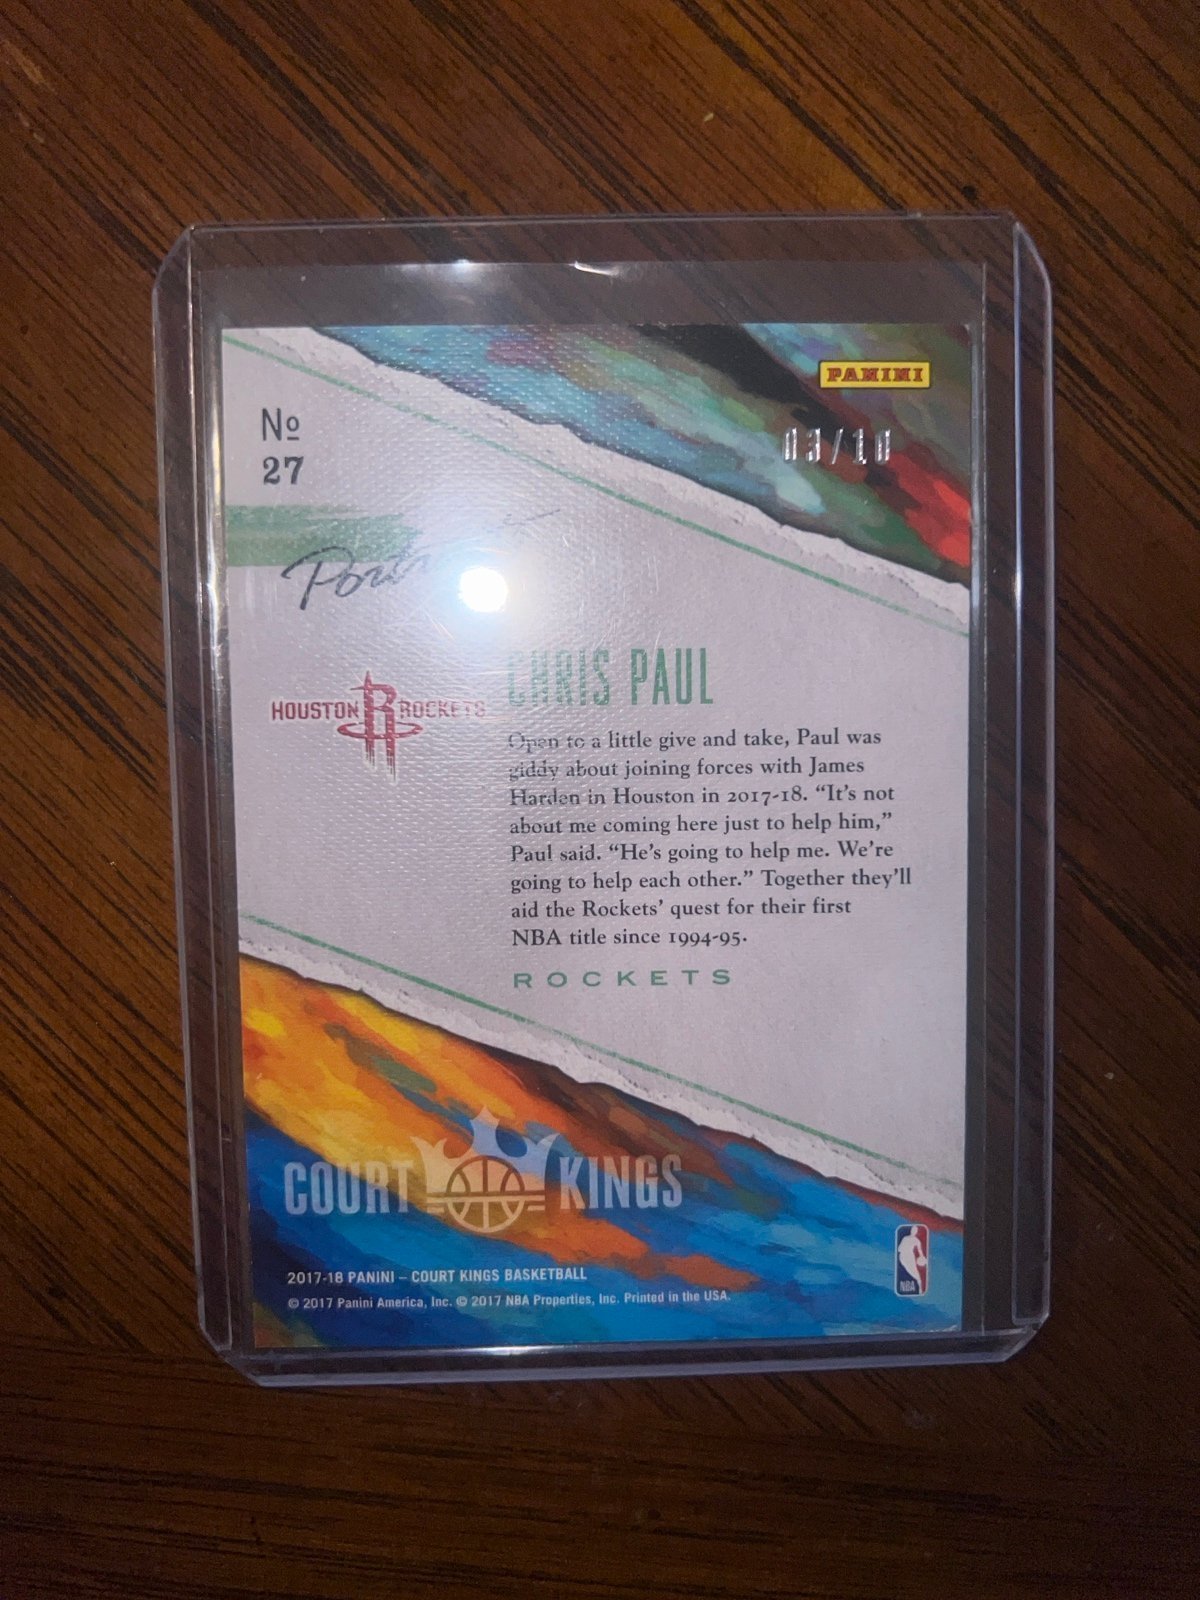 PANINI
03/10
No
27
HOUSTON ROCKETS
CHRIS PAUL
Open to a little give and take, Paul was
giddy about joining forces with James
Harden in Houston in 2017-18. “It’s not
about me coming here just to help him,”
Paul said. “He’s going to help me. We’re
going to help each other.” Together they’ll
aid the Rockets’ quest for their first
NBA title since 1994-95.
ROCKETS
COURT KINGS
NBA
2017-18 PANINI – COURT KINGS BASKETBALL
© 2017 Panini America, Inc. © 2017 NBA Properties, Inc. Printed in the USA.